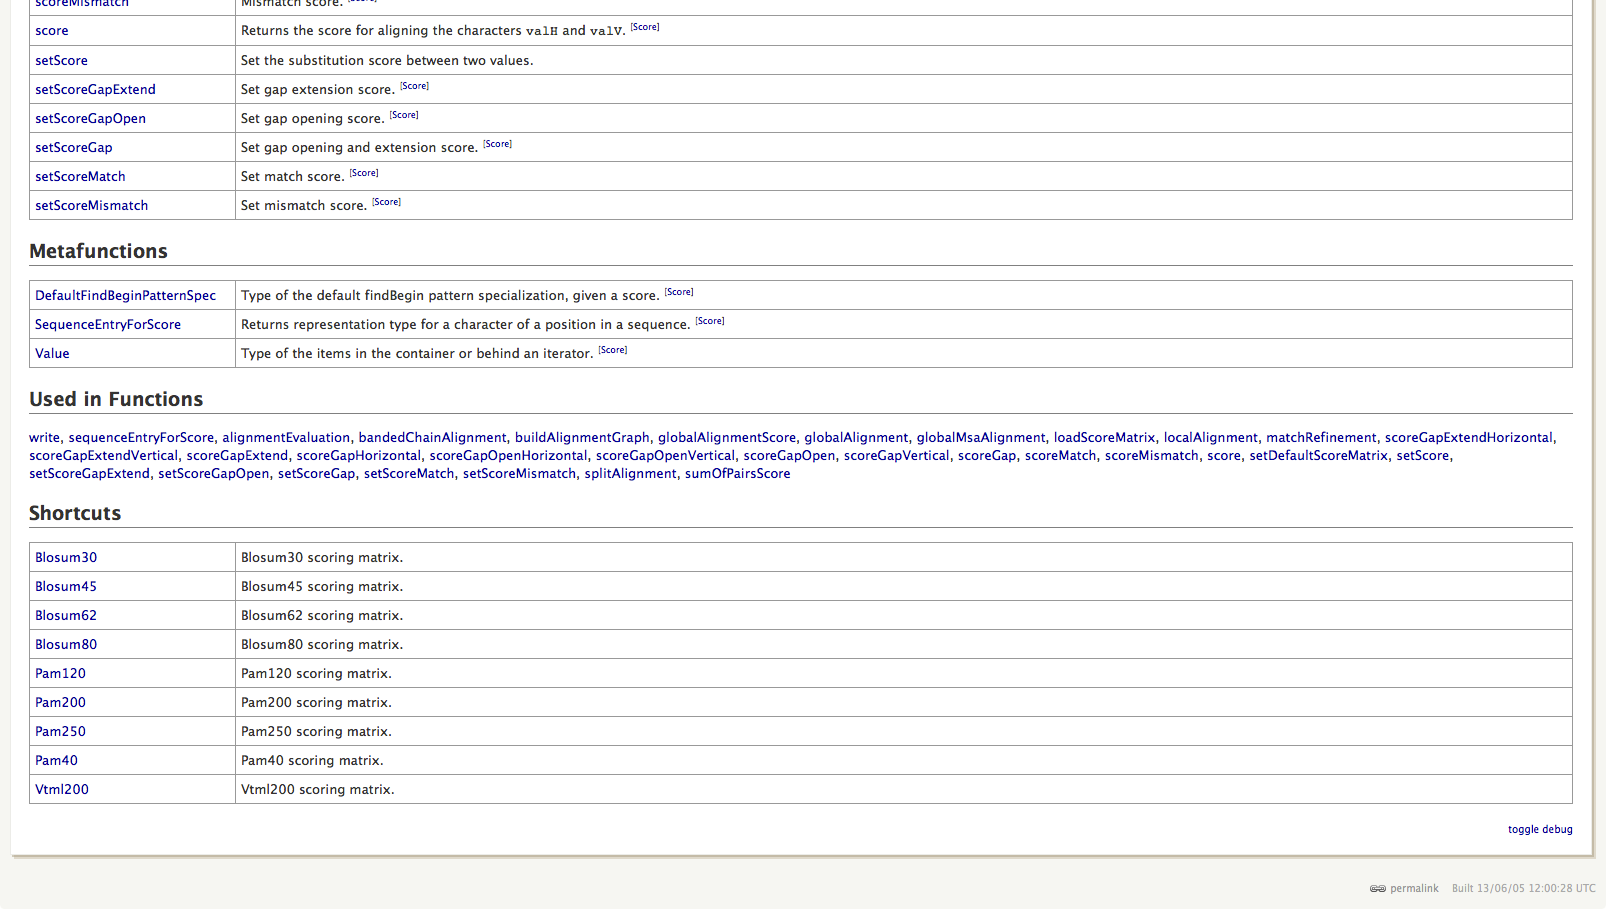 scoreMismatch Mismatch score. [Score]
score Returns the score for aligning the characters valH and valV. [Score]
setScore Set the substitution score between two values.
setScoreGapExtend Set gap extension score. [Score]
setScoreGapOpen Set gap opening score. [Score]
setScoreGap Set gap opening and extension score. [Score]
setScoreMatch Set match score. [Score]
setScoreMismatch Set mismatch score. [Score]
Metafunctions
DefaultFindBeginPatternSpec Type of the default findBegin pattern specialization, given a score. [Score]
SequenceEntryForScore Returns representation type for a character of a position in a sequence. [Score]
Value Type of the items in the container or behind an iterator. [Score]
Used in Functions
write, sequenceEntryForScore, alignmentEvaluation, bandedChainAlignment, buildAlignmentGraph, globalAlignmentScore, globalAlignment, globalMsaAlignment, loadScoreMatrix, localAlignment, matchRefinement, scoreGapExtendHorizontal,
scoreGapExtendVertical, scoreGapExtend, scoreGapHorizontal, scoreGapOpenHorizontal, scoreGapOpenVertical, scoreGapOpen, scoreGapVertical, scoreGap, scoreMatch, scoreMismatch, score, setDefaultScoreMatrix, setScore,
setScoreGapExtend, setScoreGapOpen, setScoreGap, setScoreMatch, setScoreMismatch, splitAlignment, sumOfPairsScore
Shortcuts
Blosum30 Blosum30 scoring matrix.
Blosum45 Blosum45 scoring matrix.
Blosum62 Blosum62 scoring matrix.
Blosum80 Blosum80 scoring matrix.
Pam120 Pam120 scoring matrix.
Pam200 Pam200 scoring matrix.
Pam250 Pam250 scoring matrix.
Pam40 Pam40 scoring matrix.
Vtml200 Vtml200 scoring matrix.
toggle debug
permalink Built 13/06/05 12:00:28 UTC